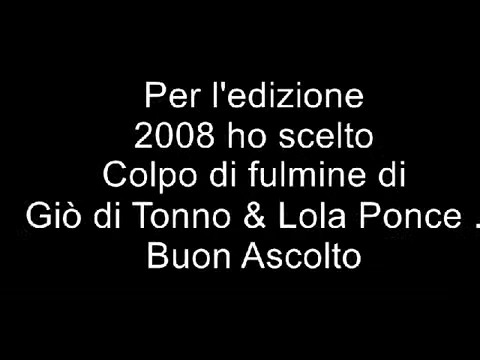 Per l'edizione
2008 ho scelto
Colpo di fulmine di
Giò di Tonno & Lola Ponce .
Buon Ascolto